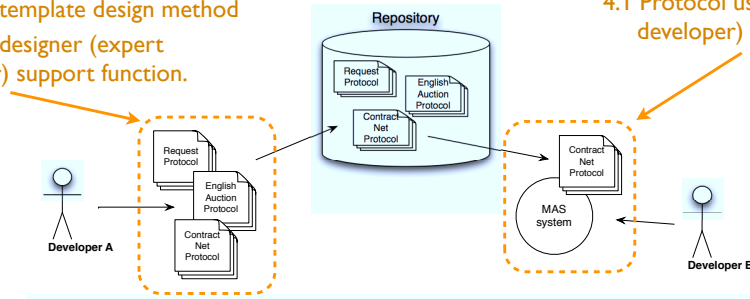 template design method
designer (expert
) support function.
4.1 Protocol
developer)
Repository
Request
Protocol
English
Auction
Protocol
Contract
Net
Protocol
Request
Protocol
English
Auction
Protocol
Contract
Net
Protocol
Contract
Net
Protocol
MAS
system
Developer A
Developer